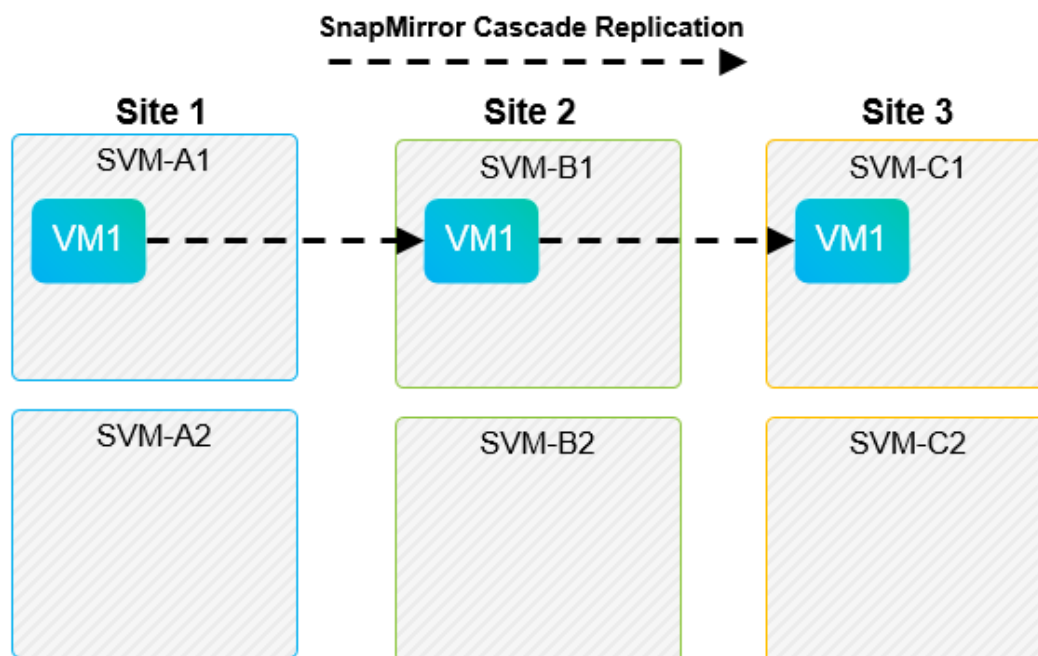 SnapMirror Cascade Replication
Site 1
Site 2
Site 3
SVM-A1
SVM-B1
SVM-C1
VM1
VM1
VM1
SVM-A2
SVM-B2
SVM-C2